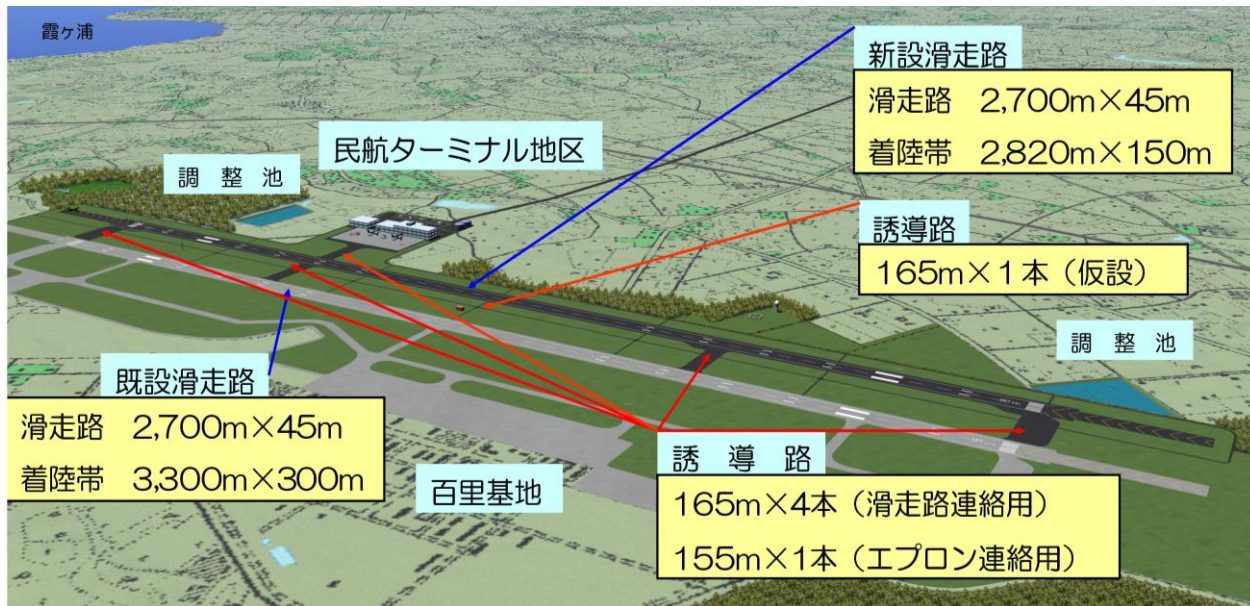 霞ヶ浦
新設滑走路
滑走路 2,700m×45m
着陸帯 2,820m×150m
民航ターミナル地区
調 整 池
誘導路
165m×1本(仮設)
調 整 池
既設滑走路
滑走路 2,700m×45m
着陸帯 3,300m×300m
百里基地
誘 導 路
165m×4本(滑走路連絡用)
155m×1本(エプロン連絡用)